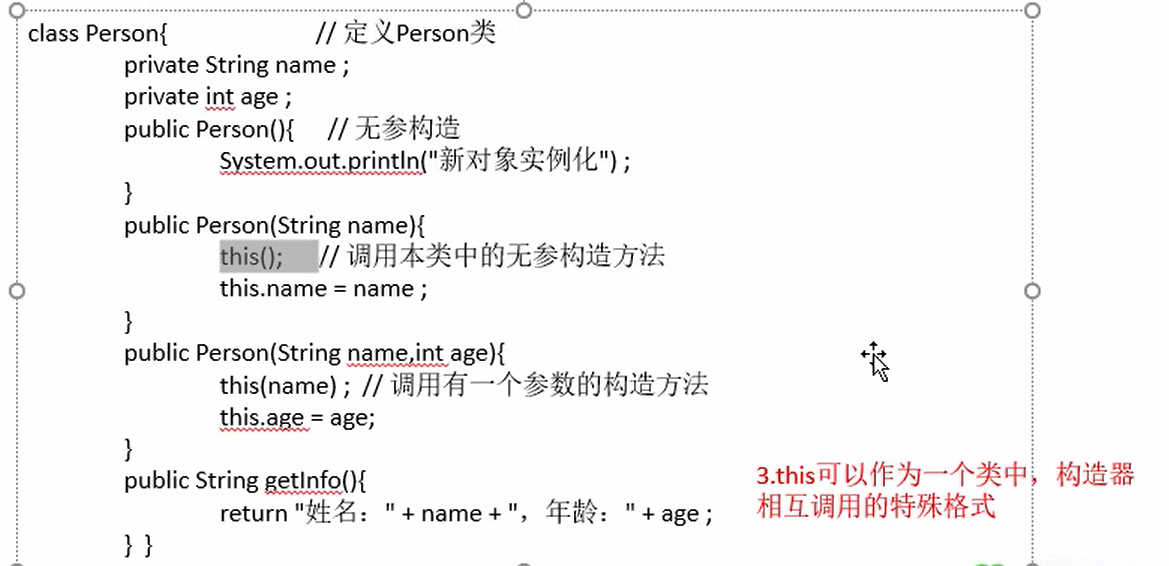 class Person{ // 定义Person类
private String name ;
private int age ;
public Person(){ // 无参构造
System.out.println("新对象实例化") ;
}
public Person(String name){
this(); // 调用本类中的无参构造方法
this.name = name ;
}
public Person(String name,int age){
this(name) ; // 调用有一个参数的构造方法
this.age = age;
}
public String getInfo(){
return "姓名：" + name + "，年龄：" + age ;
} }
3.this可以作为一个类中，构造器
相互调用的特殊格式